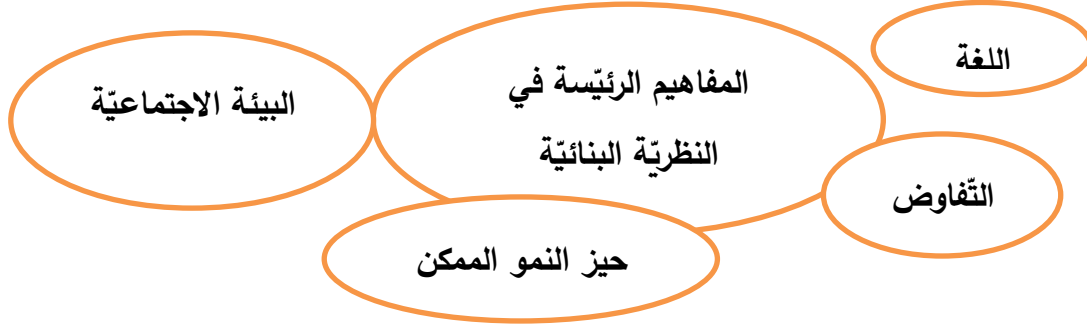 اللغة
المفاهيم الرئيّسة في
النظريّة البنائيّة
البيئة الاجتماعيّة
التّفاوض
حيز النمو الممكن